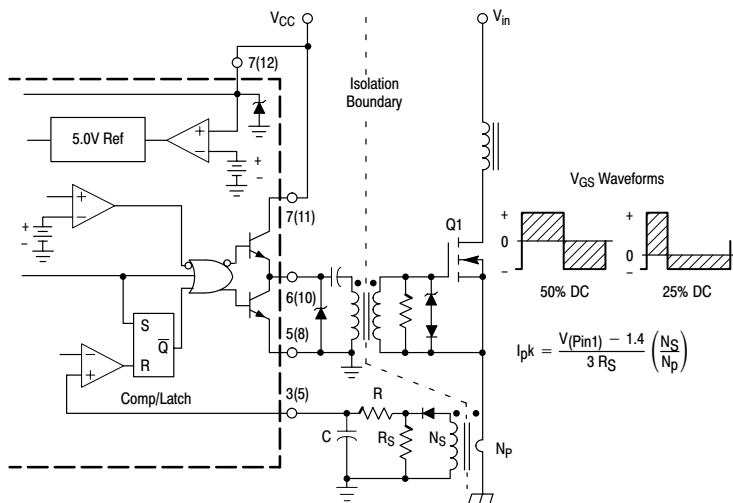 VCC
Vin
7(12)
Isolation
Boundary
5.0V Ref
+
−
+
−
VGS Waveforms
+
−
7(11)
Q1
+
0
−
+
0
−
50% DC
25% DC
+
−
6(10)
S
Q̅
R
5(8)
Ipk = V(Pin1) − 1.4 / 3 RS (NS / Np)
−
+
Comp/Latch
3(5)
R
C
RS
NS
NP